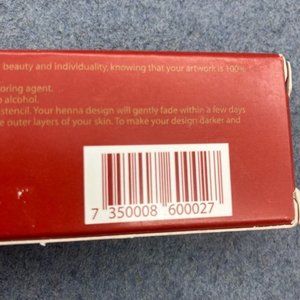 beauty and individuality, knowing that your artwork is 100%
oring agent.
alcohol.
stencil. Your henna design will gently fade within a few days
e outer layers of your skin. To make your design darker and
7 350008 600027